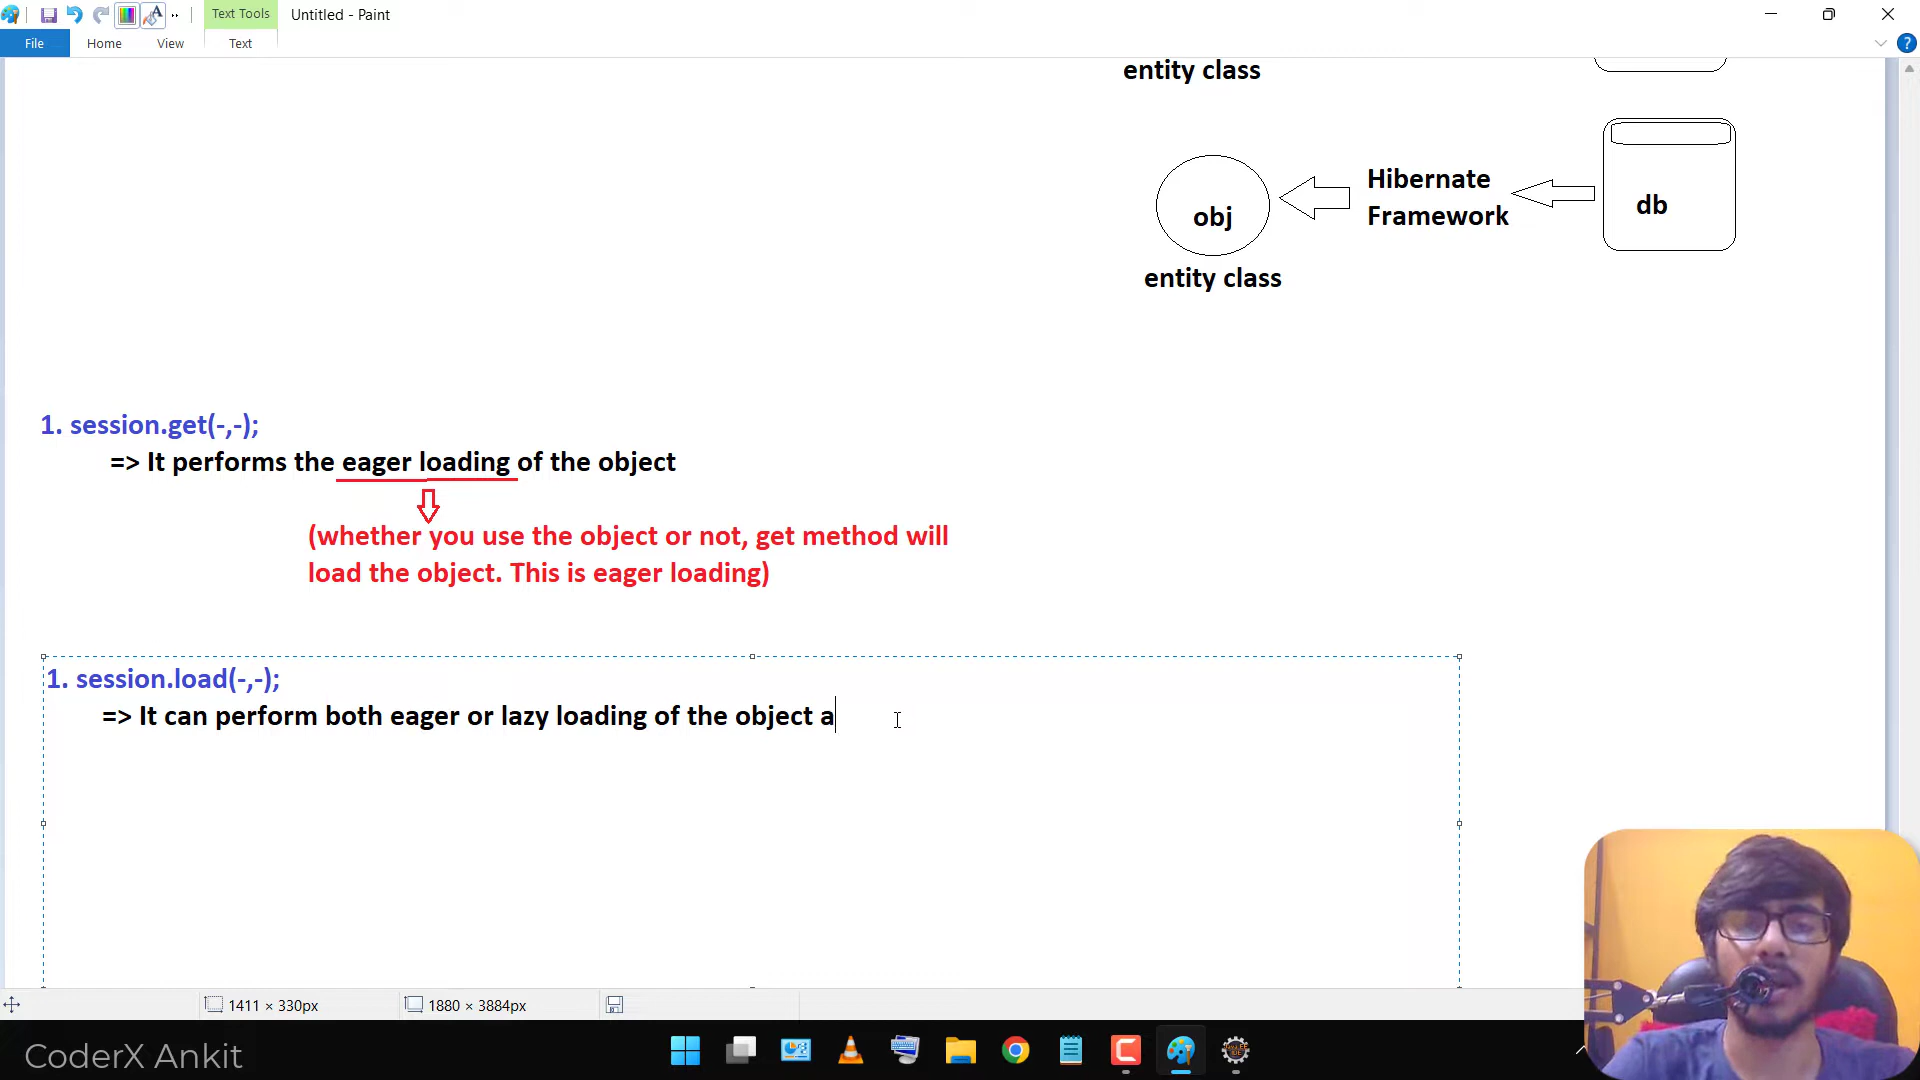 Text Tools
Untitled - Paint
File
Home
View
Text
entity class
obj
Hibernate
Framework
db
entity class
1. session.get(-,-);
=> It performs the eager loading of the object
(whether you use the object or not, get method will
load the object. This is eager loading)
1. session.load(-,-);
=> It can perform both eager or lazy loading of the object a
1411 × 330px
1880 × 3884px
CoderX Ankit